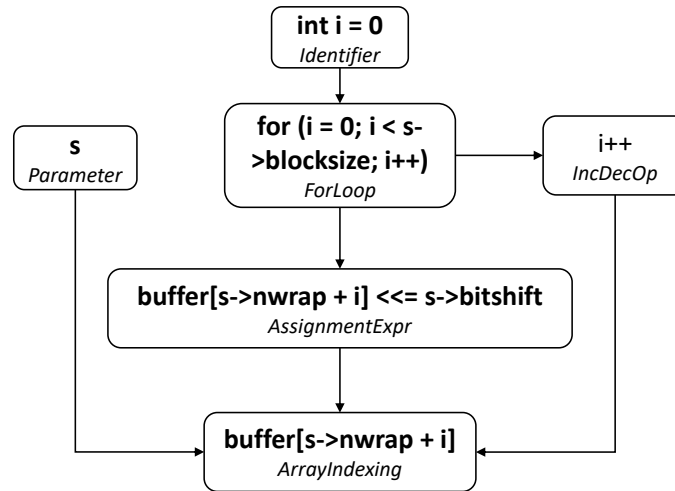 int i = 0
Identifier
for (i = 0; i < s-
>blocksize; i++)
ForLoop
s
Parameter
i++
IncDecOp
buffer[s->nwrap + i] <<= s->bitshift
AssignmentExpr
buffer[s->nwrap + i]
ArrayIndexing